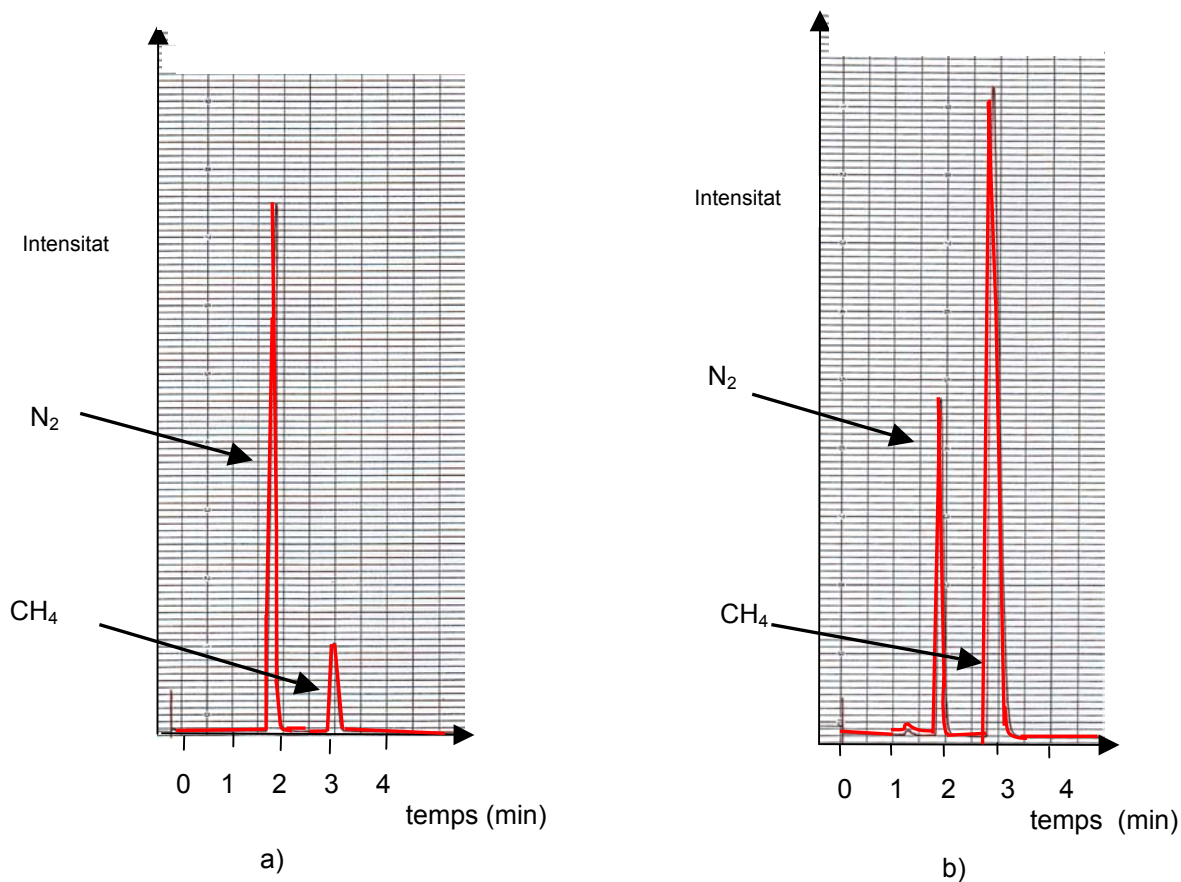 Intensitat
N₂
CH₄
0 1 2 3 4
temps (min)
a)
Intensitat
N₂
CH₄
0 1 2 3 4
temps (min)
b)